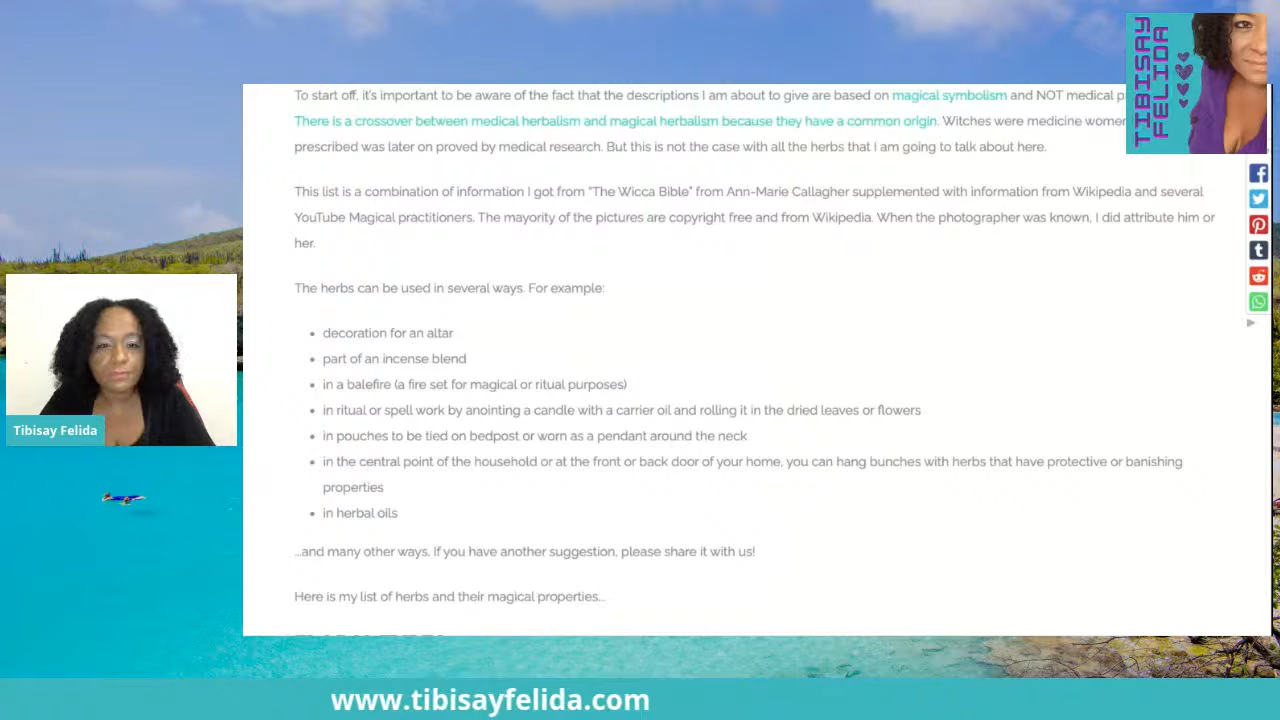 To start off, it's important to be aware of the fact that the descriptions I am about to give are based on magical symbolism and NOT medical
There is a crossover between medical herbalism and magical herbalism because they have a common origin. Witches were medicine
prescribed was later on proved by medical research. But this is not the case with all the herbs that I am going to talk about here.
This list is a combination of information I got from "The Wicca Bible" from Ann-Marie Callagher supplemented with information from Wikipedia and several
YouTube Magical practitioners. The mayority of the pictures are copyright free and from Wikipedia. When the photographer was known, I did attribute him or
her.
The herbs can be used in several ways. For example:
• decoration for an altar
• part of an incense blend
• in a balefire (a fire set for magical or ritual purposes)
• in ritual or spell work by anointing a candle with a carrier oil and rolling it in the dried leaves or flowers
• in pouches to be tied on bedpost or worn as a pendant around the neck
• in the central point of the household or at the front or back door of your home, you can hang bunches with herbs that have protective or banishing
properties
• in herbal oils
...and many other ways. If you have another suggestion, please share it with us!
Here is my list of herbs and their magical properties...
TIBISAY
FELIDA
Tibisay Felida
www.tibisayfelida.com